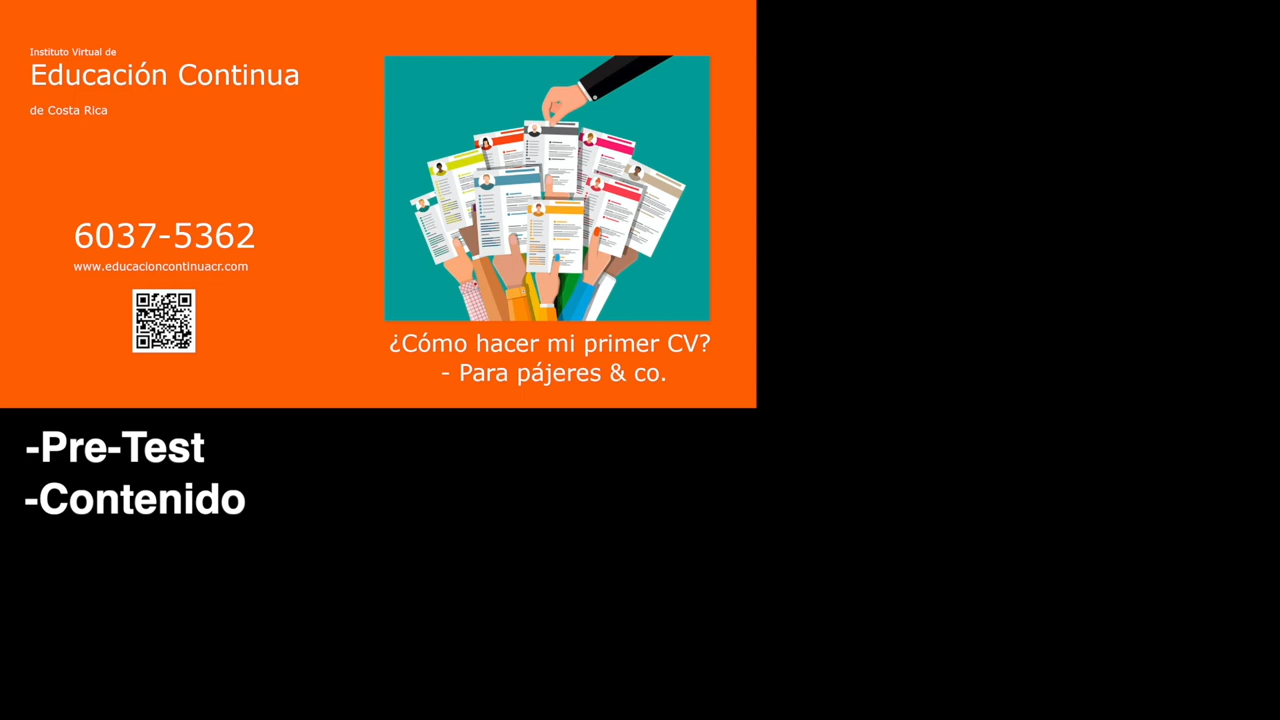 Instituto Virtual de
Educación Continua
de Costa Rica
6037-5362
www.educacioncontinuacr.com
¿Cómo hacer mi primer CV?
- Para pájeres & co.
-Pre-Test
-Contenido